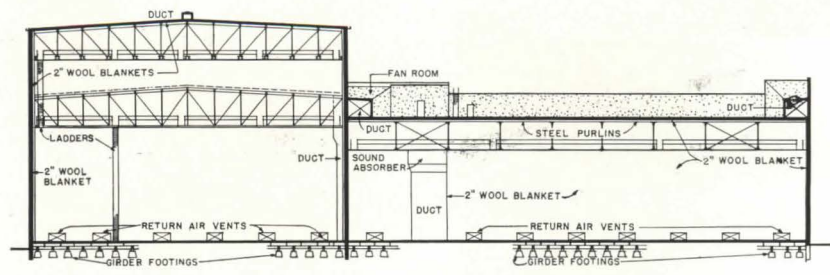 DUCT
FAN ROOM
2" WOOL BLANKETS
DUCT
LADDERS
DUCT
STEEL PURLINS
DUCT
SOUND
ABSORBER
2" WOOL BLANKET
2" WOOL
BLANKET
2" WOOL BLANKET
DUCT
RETURN AIR VENTS
RETURN AIR VENTS
GIRDER FOOTINGS
GIRDER FOOTINGS